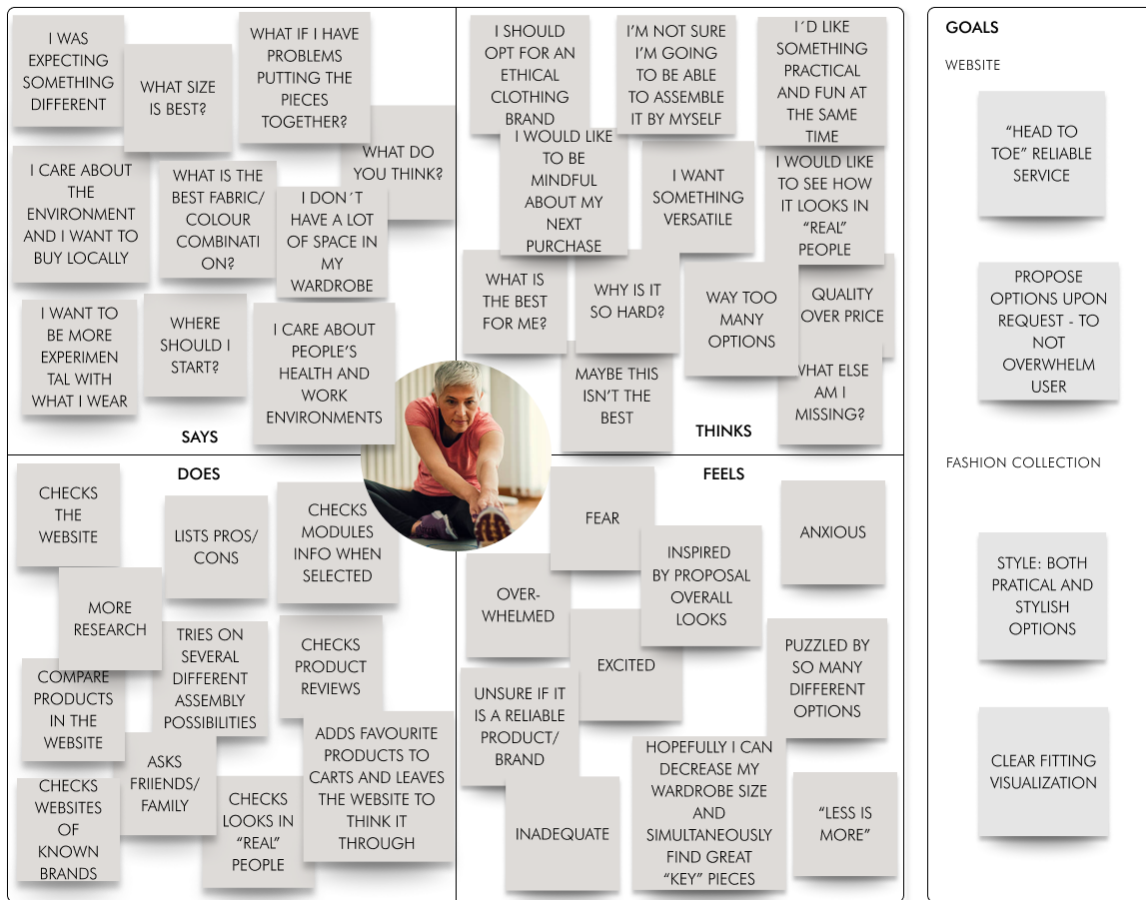 I WAS
EXPECTING
SOMETHING
DIFFERENT
WHAT SIZE
IS BEST?
WHAT IF I HAVE
PROBLEMS
PUTTING THE
PIECES
TOGETHER?
WHAT DO
YOU THINK?
I CARE ABOUT
THE
ENVIRONMENT
AND I WANT TO
BUY LOCALLY
WHAT IS THE
BEST FABRIC/
COLOUR
COMBINATI
ON?
I DON´T
HAVE A LOT
OF SPACE IN
MY
WARDROBE
I WANT TO
BE MORE
EXPERIMEN
TAL WITH
WHAT I WEAR
WHERE
SHOULD I
START?
I CARE ABOUT
PEOPLE'S
HEALTH AND
WORK
ENVIRONMENTS
SAYS
I SHOULD
OPT FOR AN
ETHICAL
CLOTHING
BRAND
I'M NOT SURE
I'M GOING
TO BE ABLE
TO ASSEMBLE
IT BY MYSELF
I´D LIKE
SOMETHING
PRACTICAL
AND FUN AT
THE SAME
TIME
I WOULD LIKE
TO BE
MINDFUL
ABOUT MY
NEXT
PURCHASE
I WANT
SOMETHING
VERSATILE
I WOULD LIKE
TO SEE HOW
IT LOOKS IN
“REAL”
PEOPLE
WHAT IS
THE BEST
FOR ME?
WHY IS IT
SO HARD?
WAY TOO
MANY
OPTIONS
QUALITY
OVER PRICE
MAYBE THIS
ISN'T THE
BEST
WHAT ELSE
AM I
MISSING?
THINKS
DOES
CHECKS
THE
WEBSITE
LISTS PROS/
CONS
CHECKS
MODULES
INFO WHEN
SELECTED
MORE
RESEARCH
TRIES ON
SEVERAL
DIFFERENT
ASSEMBLY
POSSIBILITIES
CHECKS
PRODUCT
REVIEWS
COMPARE
PRODUCTS
IN THE
WEBSITE
ASKS
FRIIENDS/
FAMILY
ADDS FAVOURITE
PRODUCTS TO
CARTS AND LEAVES
THE WEBSITE TO
THINK IT
THROUGH
CHECKS
WEBSITES
OF
KNOWN
BRANDS
CHECKS
LOOKS IN
“REAL”
PEOPLE
FEELS
FEAR
ANXIOUS
INSPIRED
BY PROPOSAL
OVERALL
LOOKS
OVER-
WHELMED
EXCITED
PUZZLED BY
SO MANY
DIFFERENT
OPTIONS
UNSURE IF IT
IS A RELIABLE
PRODUCT/
BRAND
HOPEFULLY I CAN
DECREASE MY
WARDROBE SIZE
AND
SIMULTANEOUSLY
FIND GREAT
“KEY” PIECES
INADEQUATE
“LESS IS
MORE”
GOALS
WEBSITE
“HEAD TO
TOE” RELIABLE
SERVICE
PROPOSE
OPTIONS UPON
REQUEST - TO
NOT
OVERWHELM
USER
FASHION COLLECTION
STYLE: BOTH
PRATICAL AND
STYLISH
OPTIONS
CLEAR FITTING
VISUALIZATION